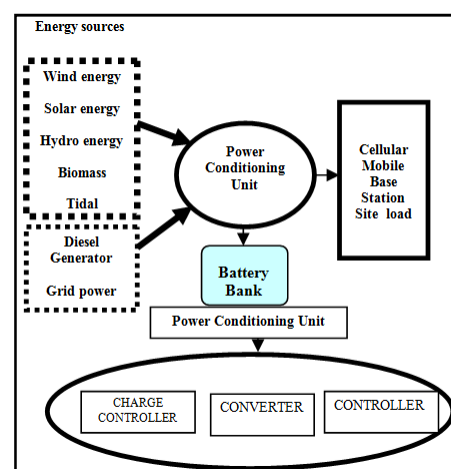 Energy sources
Wind energy
Solar energy
Hydro energy
Biomass
Tidal
Diesel
Generator
Grid power
Power
Conditioning
Unit
Cellular
Mobile
Base
Station
Site load
Battery
Bank
Power Conditioning Unit
CHARGE
CONTROLLER
CONVERTER
CONTROLLER